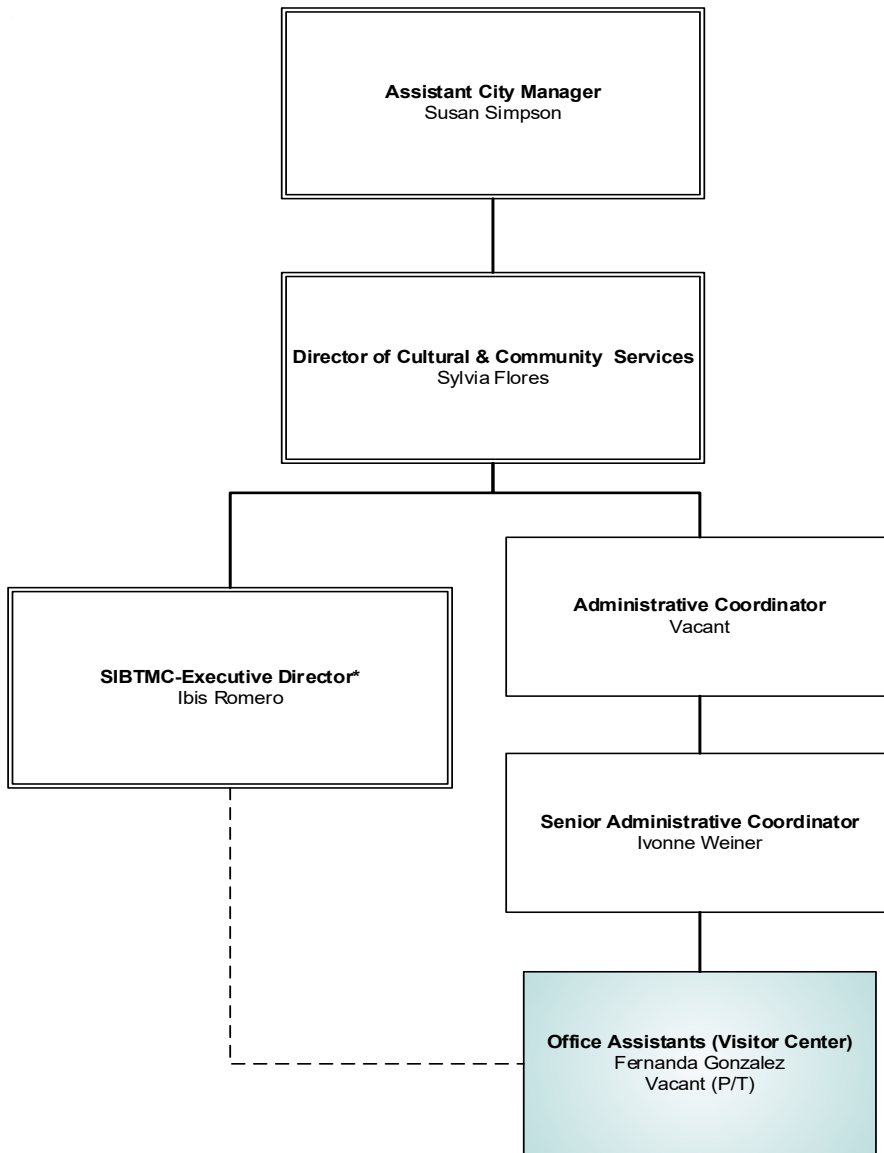 Assistant City Manager
Susan Simpson
Director of Cultural & Community Services
Sylvia Flores
SIBTMC-Executive Director*
Ibis Romero
Administrative Coordinator
Vacant
Senior Administrative Coordinator
Ivonne Weiner
Office Assistants (Visitor Center)
Fernanda Gonzalez
Vacant (P/T)